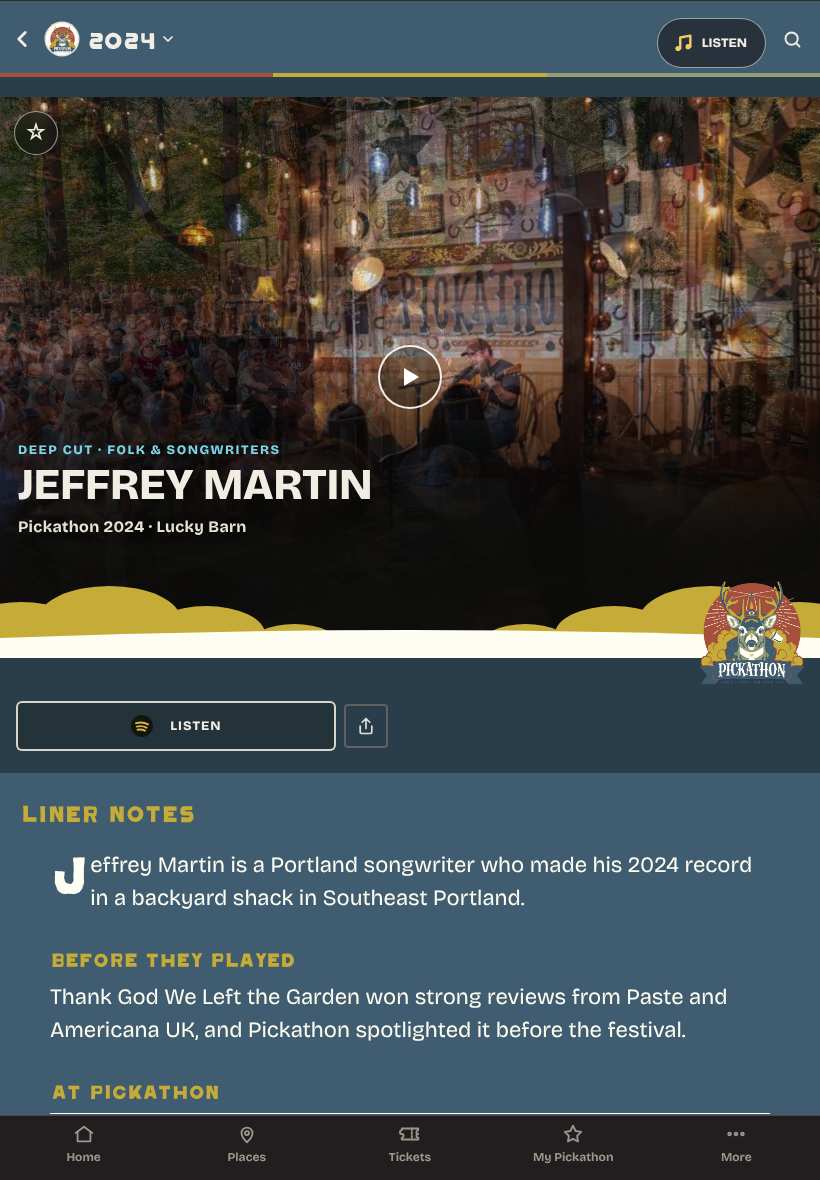 2024
LISTEN
PICKATHO
DEEP CUT · FOLK & SONGWRITERS
JEFFREY MARTIN
Pickathon 2024 · Lucky Barn
PICKATHON
LISTEN
LINER NOTES
Jeffrey Martin is a Portland songwriter who made his 2024 record
in a backyard shack in Southeast Portland.
BEFORE THEY PLAYED
Thank God We Left the Garden won strong reviews from Paste and
Americana UK, and Pickathon spotlighted it before the festival.
AT PICKATHON
Home
Places
Tickets
My Pickathon
More